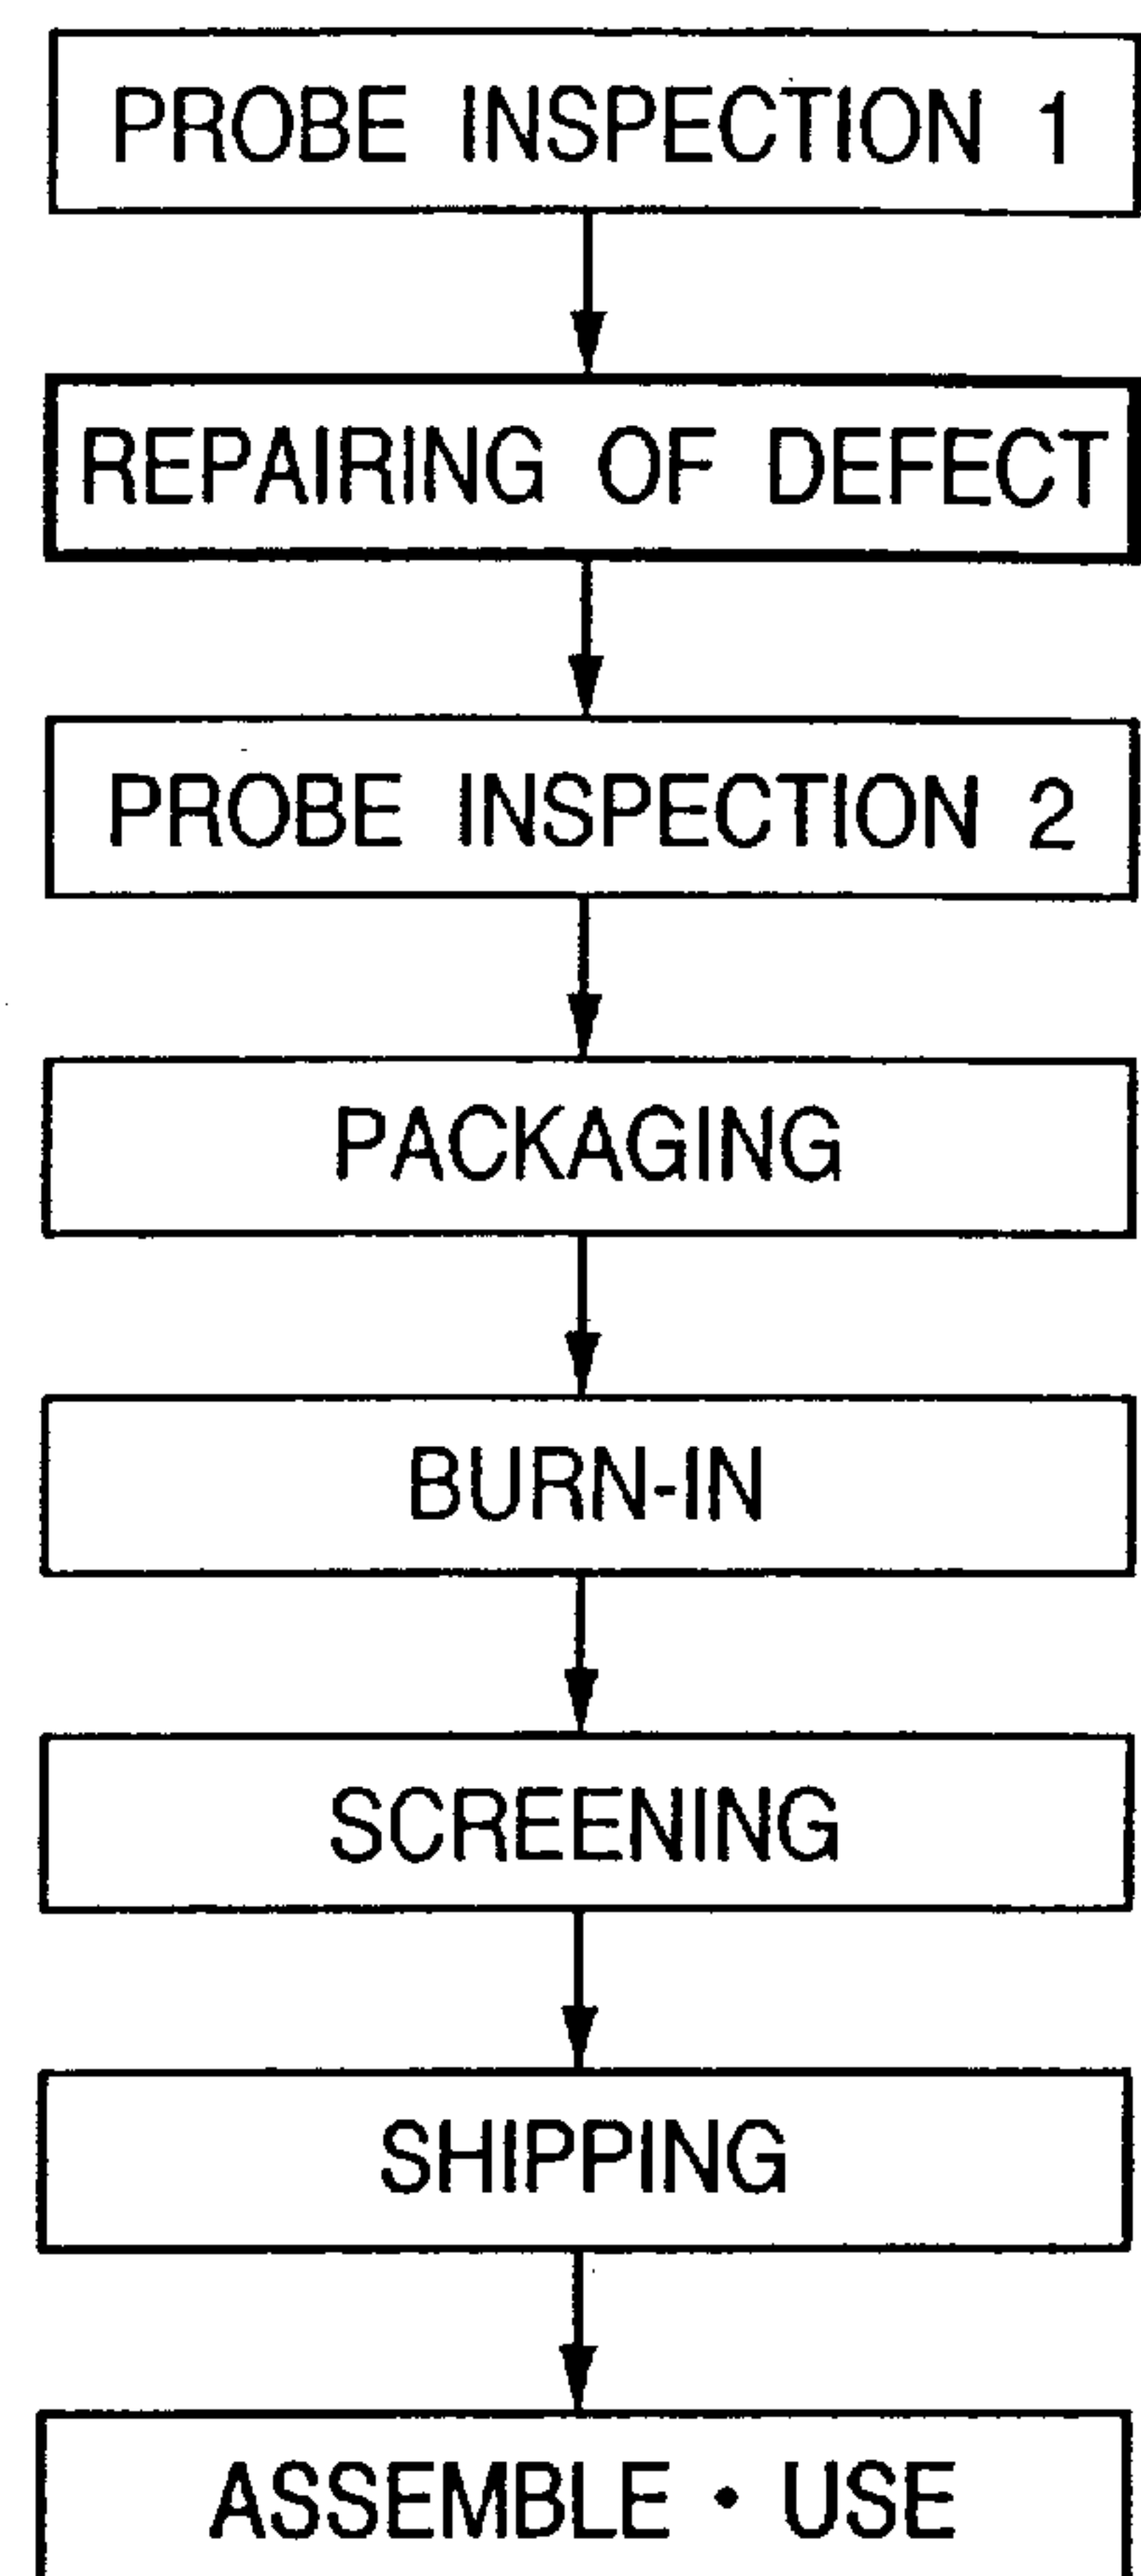 PROBE INSPECTION 1
REPAIRING OF DEFECT
PROBE INSPECTION 2
PACKAGING
BURN-IN
SCREENING
SHIPPING
ASSEMBLE • USE